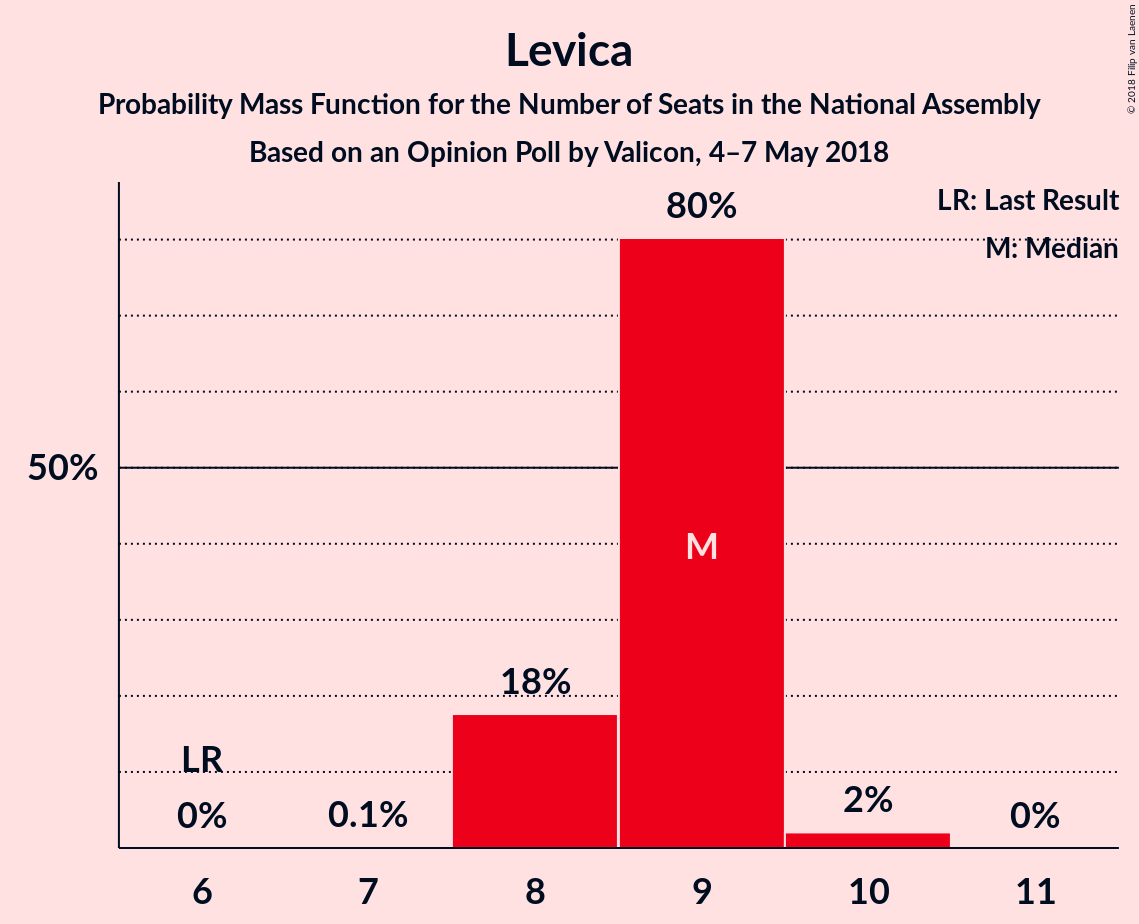 Levica
Probability Mass Function for the Number of Seats in the National Assembly
Based on an Opinion Poll by Valicon, 4–7 May 2018
© 2018 Filip van Laenen
LR: Last Result
M: Median
80%
50%
M
18%
LR
0%
0.1%
2%
0%
6 7 8 9 10 11